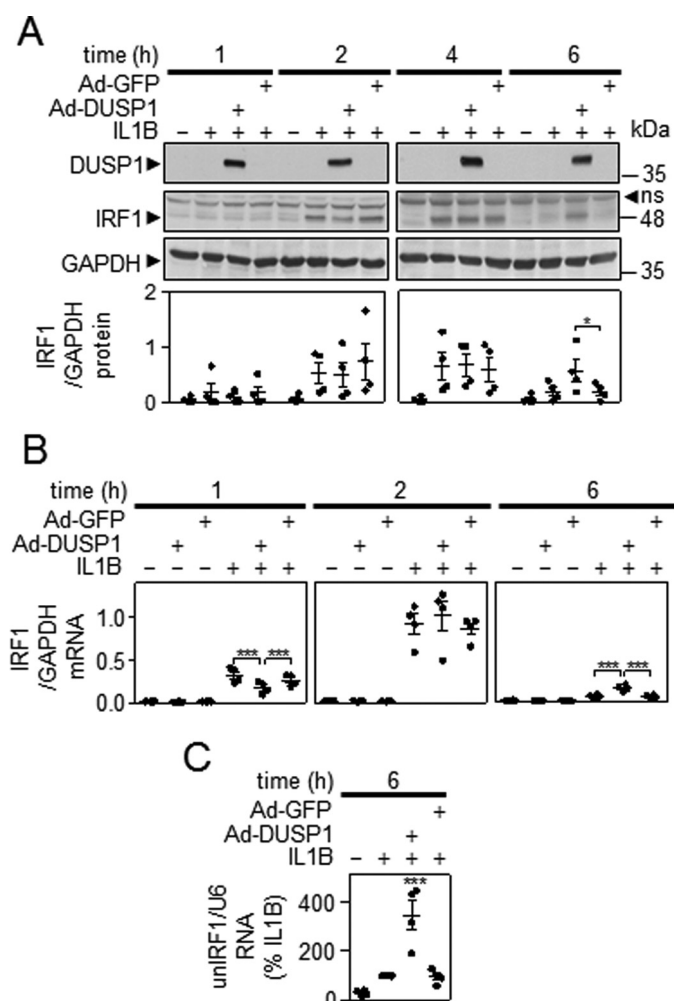 A
time (h) 1 2 4 6
Ad-GFP + + + +
Ad-DUSP1 + + + +
IL1B – + + + – + + + – + + + – + + + kDa
DUSP1 35
ns
IRF1 48
GAPDH 35
IRF1 /GAPDH protein
2
1
0
*
B
time (h) 1 2 6
Ad-GFP + + + + + +
Ad-DUSP1 + + + + + +
IL1B – – – + + + – – – + + + – – – + + +
IRF1 /GAPDH mRNA
1.0
0.5
0.0
*** *** *** ***
C
time (h) 6
Ad-GFP +
Ad-DUSP1 +
IL1B – + + +
unIRF1/U6 RNA (% IL1B)
400
200
0
***